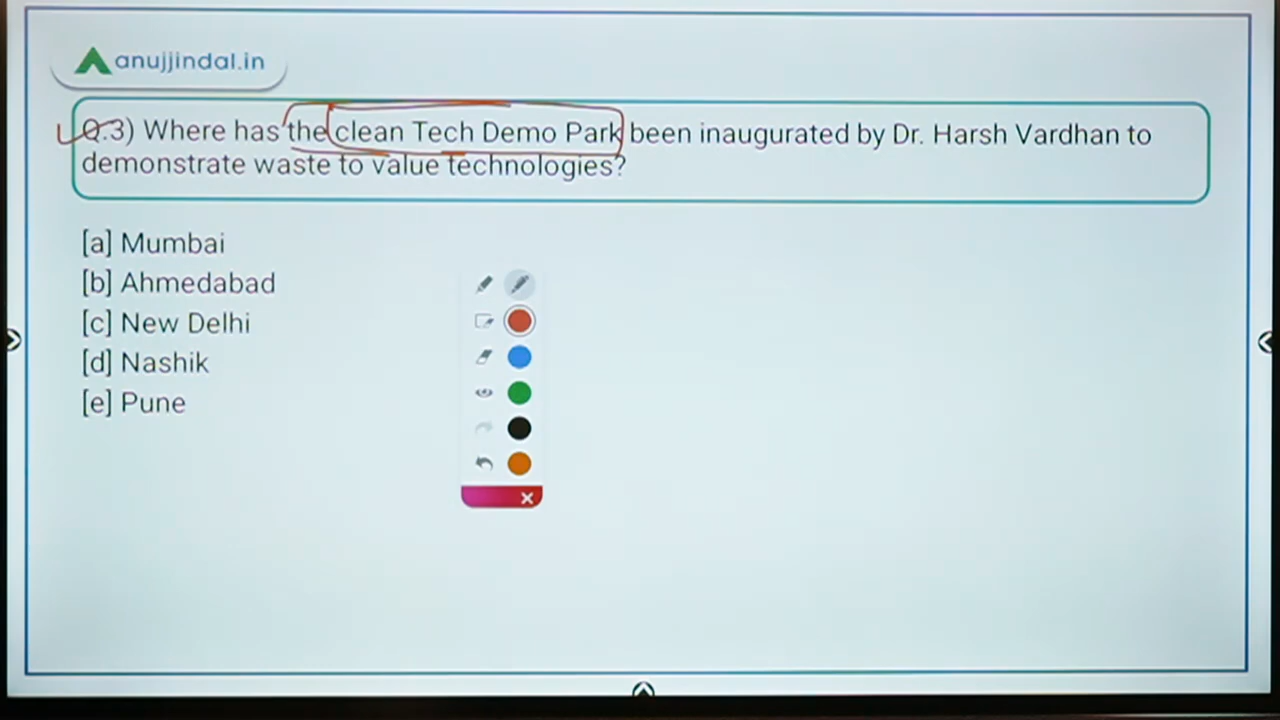 anujjindal.in
Q.3) Where has the clean Tech Demo Park been inaugurated by Dr. Harsh Vardhan to
demonstrate waste to value technologies?
[a] Mumbai
[b] Ahmedabad
[c] New Delhi
[d] Nashik
[e] Pune